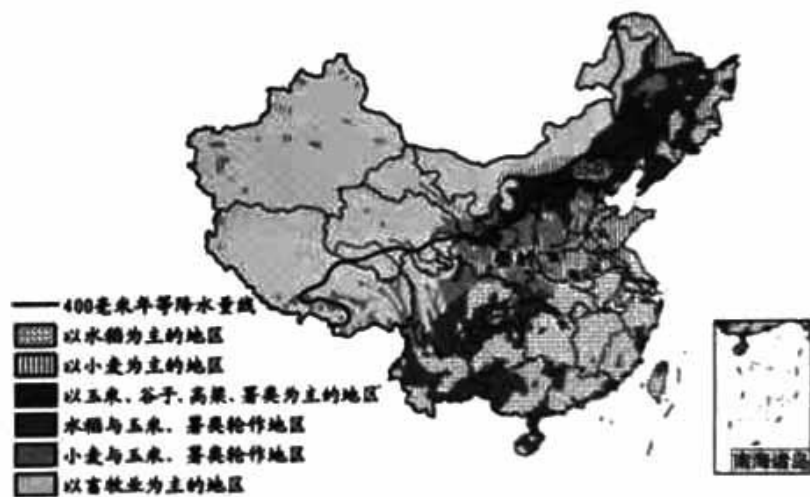 400毫米年等降水量线
以水稻为主的地区
以小麦为主的地区
以玉米、谷子、高粱、薯类为主的地区
水稻与玉米、薯类轮作地区
小麦与玉米、薯类轮作地区
以畜牧业为主的地区
南海诸岛